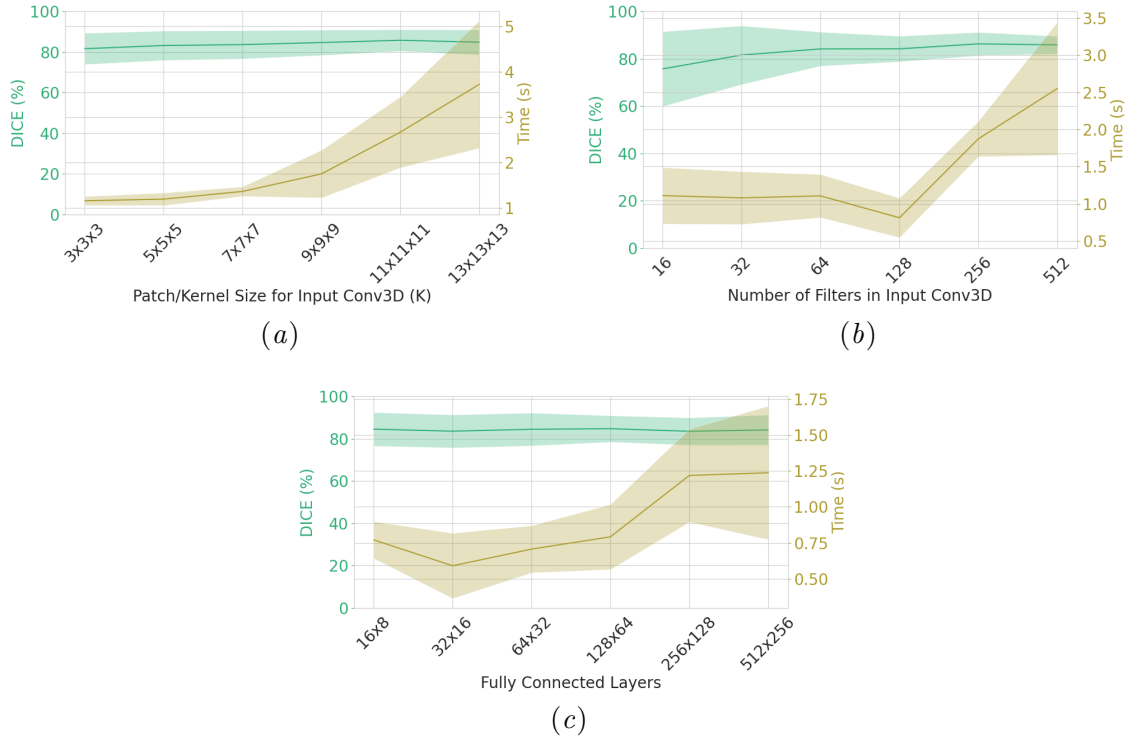 100
80
60
40
20
0
DICE (%)
5
4
3
2
1
Time (s)
3x3x3
5x5x5
7x7x7
9x9x9
11x11x11
13x13x13
Patch/Kernel Size for Input Conv3D (K)
(a)
100
80
60
40
20
0
DICE (%)
3.5
3.0
2.5
2.0
1.5
1.0
0.5
Time (s)
16
32
64
128
256
512
Number of Filters in Input Conv3D
(b)
100
80
60
40
20
0
DICE (%)
1.75
1.50
1.25
1.00
0.75
0.50
Time (s)
16x8
32x16
64x32
128x64
256x128
512x256
Fully Connected Layers
(c)